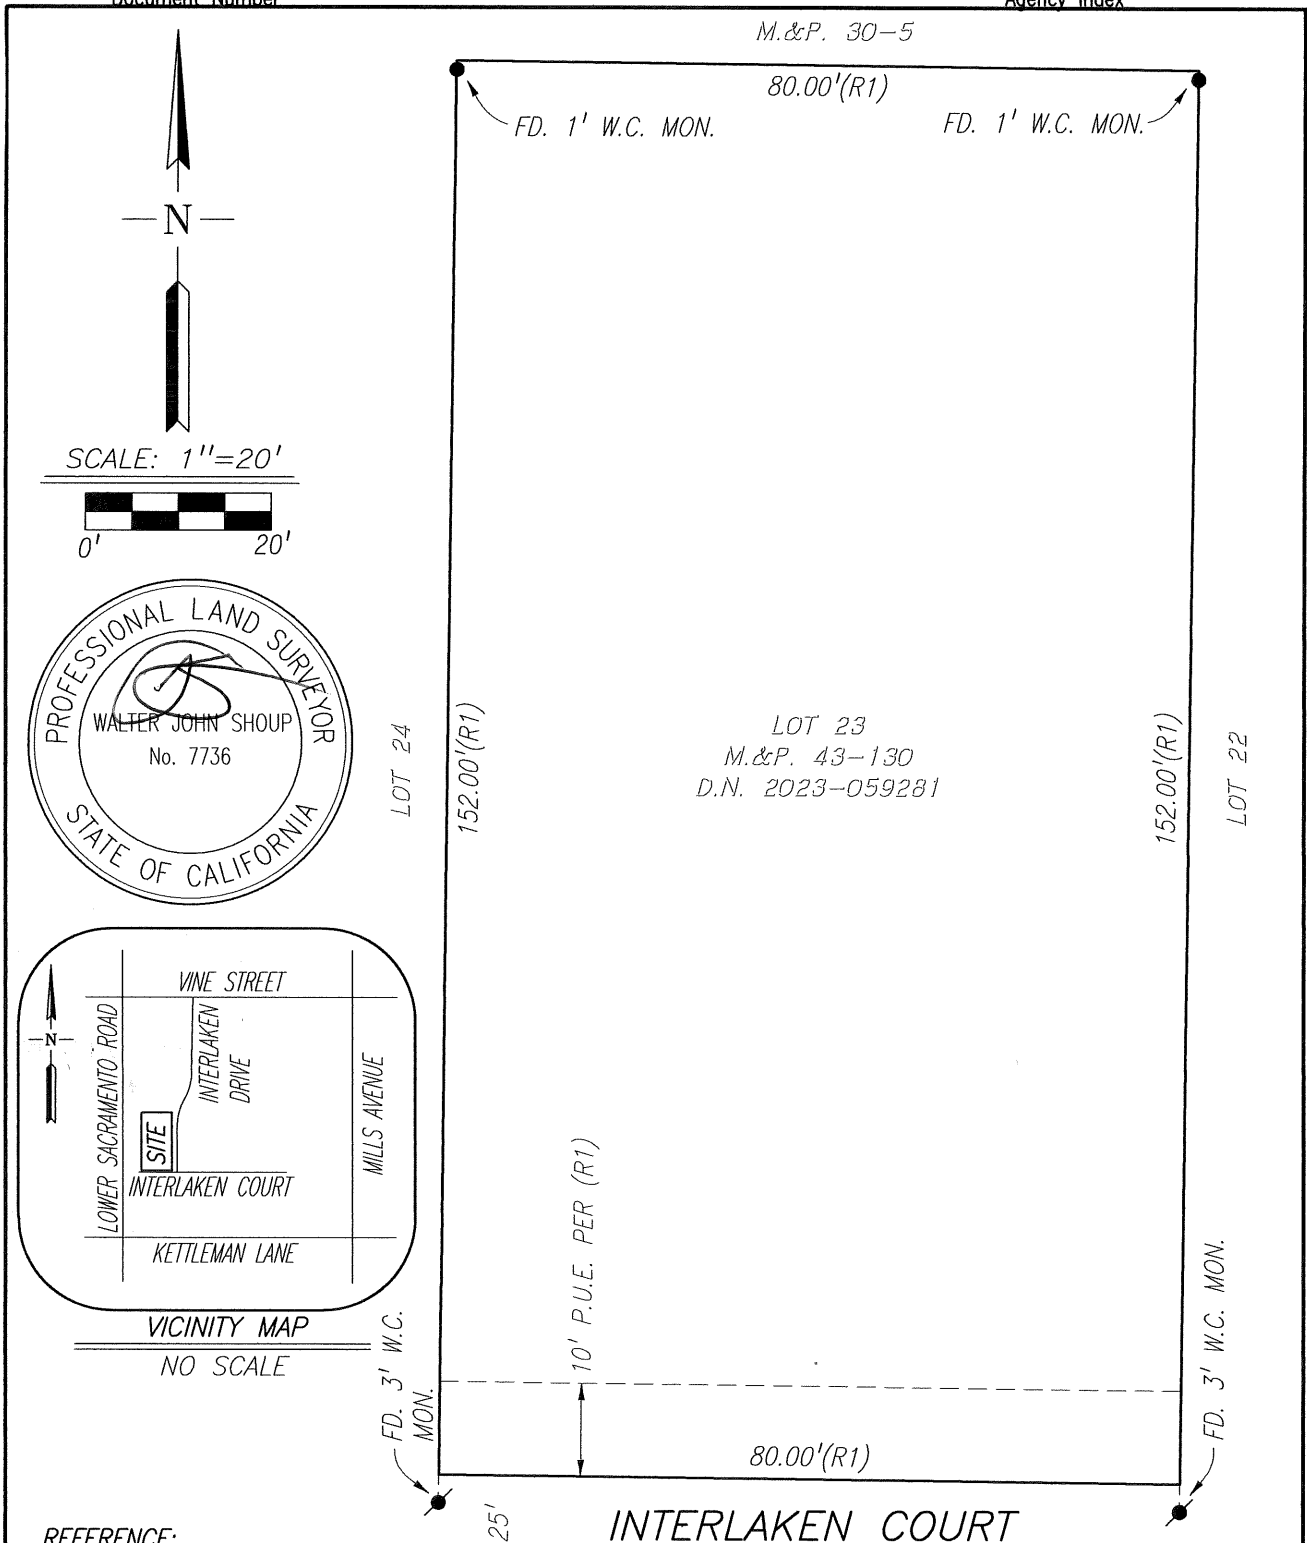 Document Number
Agency Index
M.&P. 30-5
80.00'(R1)
FD. 1' W.C. MON.
FD. 1' W.C. MON.
N
SCALE: 1"=20'
0'
20'
PROFESSIONAL LAND SURVEYOR
WALTER JOHN SHOUP
No. 7736
STATE OF CALIFORNIA
LOT 24
152.00'(R1)
LOT 23
M.&P. 43-130
D.N. 2023-059281
152.00'(R1)
LOT 22
VINE STREET
N
LOWER SACRAMENTO ROAD
INTERLAKEN
DRIVE
MILLS AVENUE
SITE
INTERLAKEN COURT
KETTLEMAN LANE
VICINITY MAP
NO SCALE
FD. 3' W.C.
MON.
10' P.U.E. PER (R1)
FD. 3' W.C. MON.
80.00'(R1)
25'
INTERLAKEN COURT
REFERENCE: